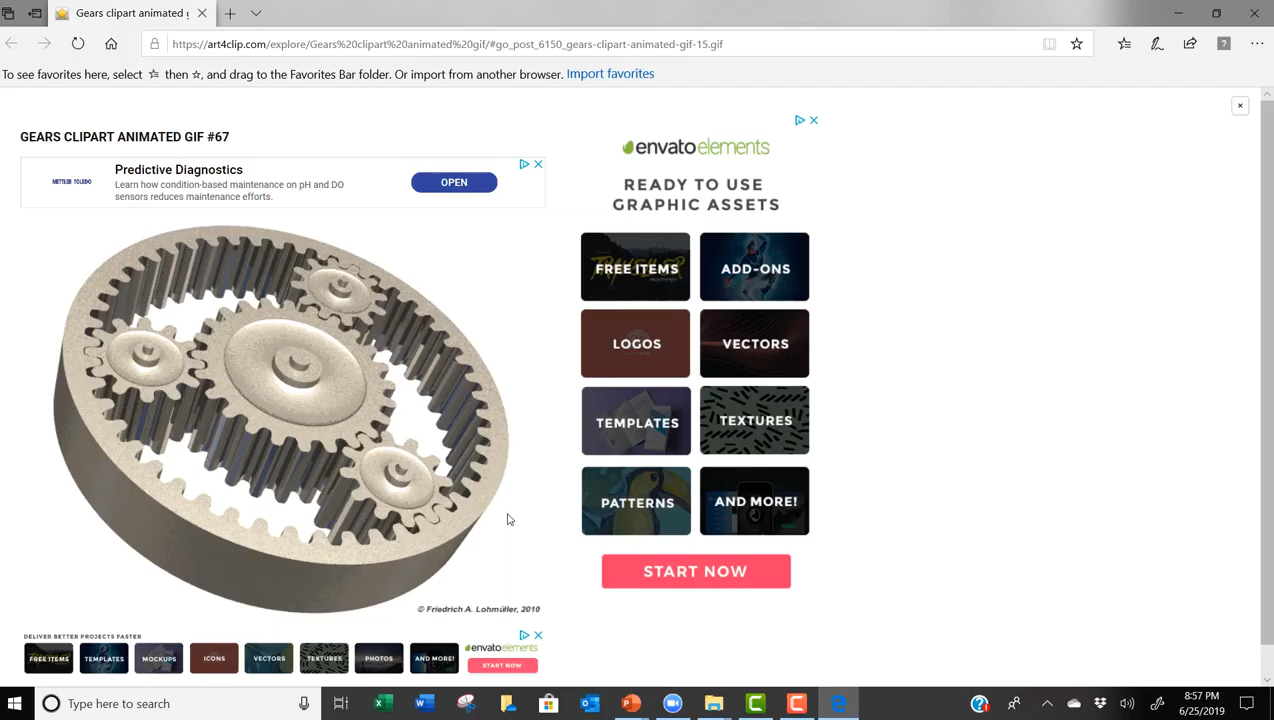 Gears clipart animated g
https://art4clip.com/explore/Gears%20clipart%20animated%20gif/#go_post_6150_gears-clipart-animated-gif-15.gif
To see favorites here, select then ☆, and drag to the Favorites Bar folder. Or import from another browser. Import favorites
GEARS CLIPART ANIMATED GIF #67
METTLER TOLEDO
Predictive Diagnostics
Learn how condition-based maintenance on pH and DO
sensors reduces maintenance efforts.
OPEN
© Friedrich A. Lohmüller, 2010
envatoelements
READY TO USE
GRAPHIC ASSETS
FREE ITEMS
ADD-ONS
LOGOS
VECTORS
TEMPLATES
TEXTURES
PATTERNS
AND MORE!
START NOW
DELIVER BETTER PROJECTS FASTER
FREE ITEMS
TEMPLATES
MOCKUPS
ICONS
VECTORS
TEXTURES
PHOTOS
AND MORE!
envatoelements
START NOW
Type here to search
8:57 PM
6/25/2019